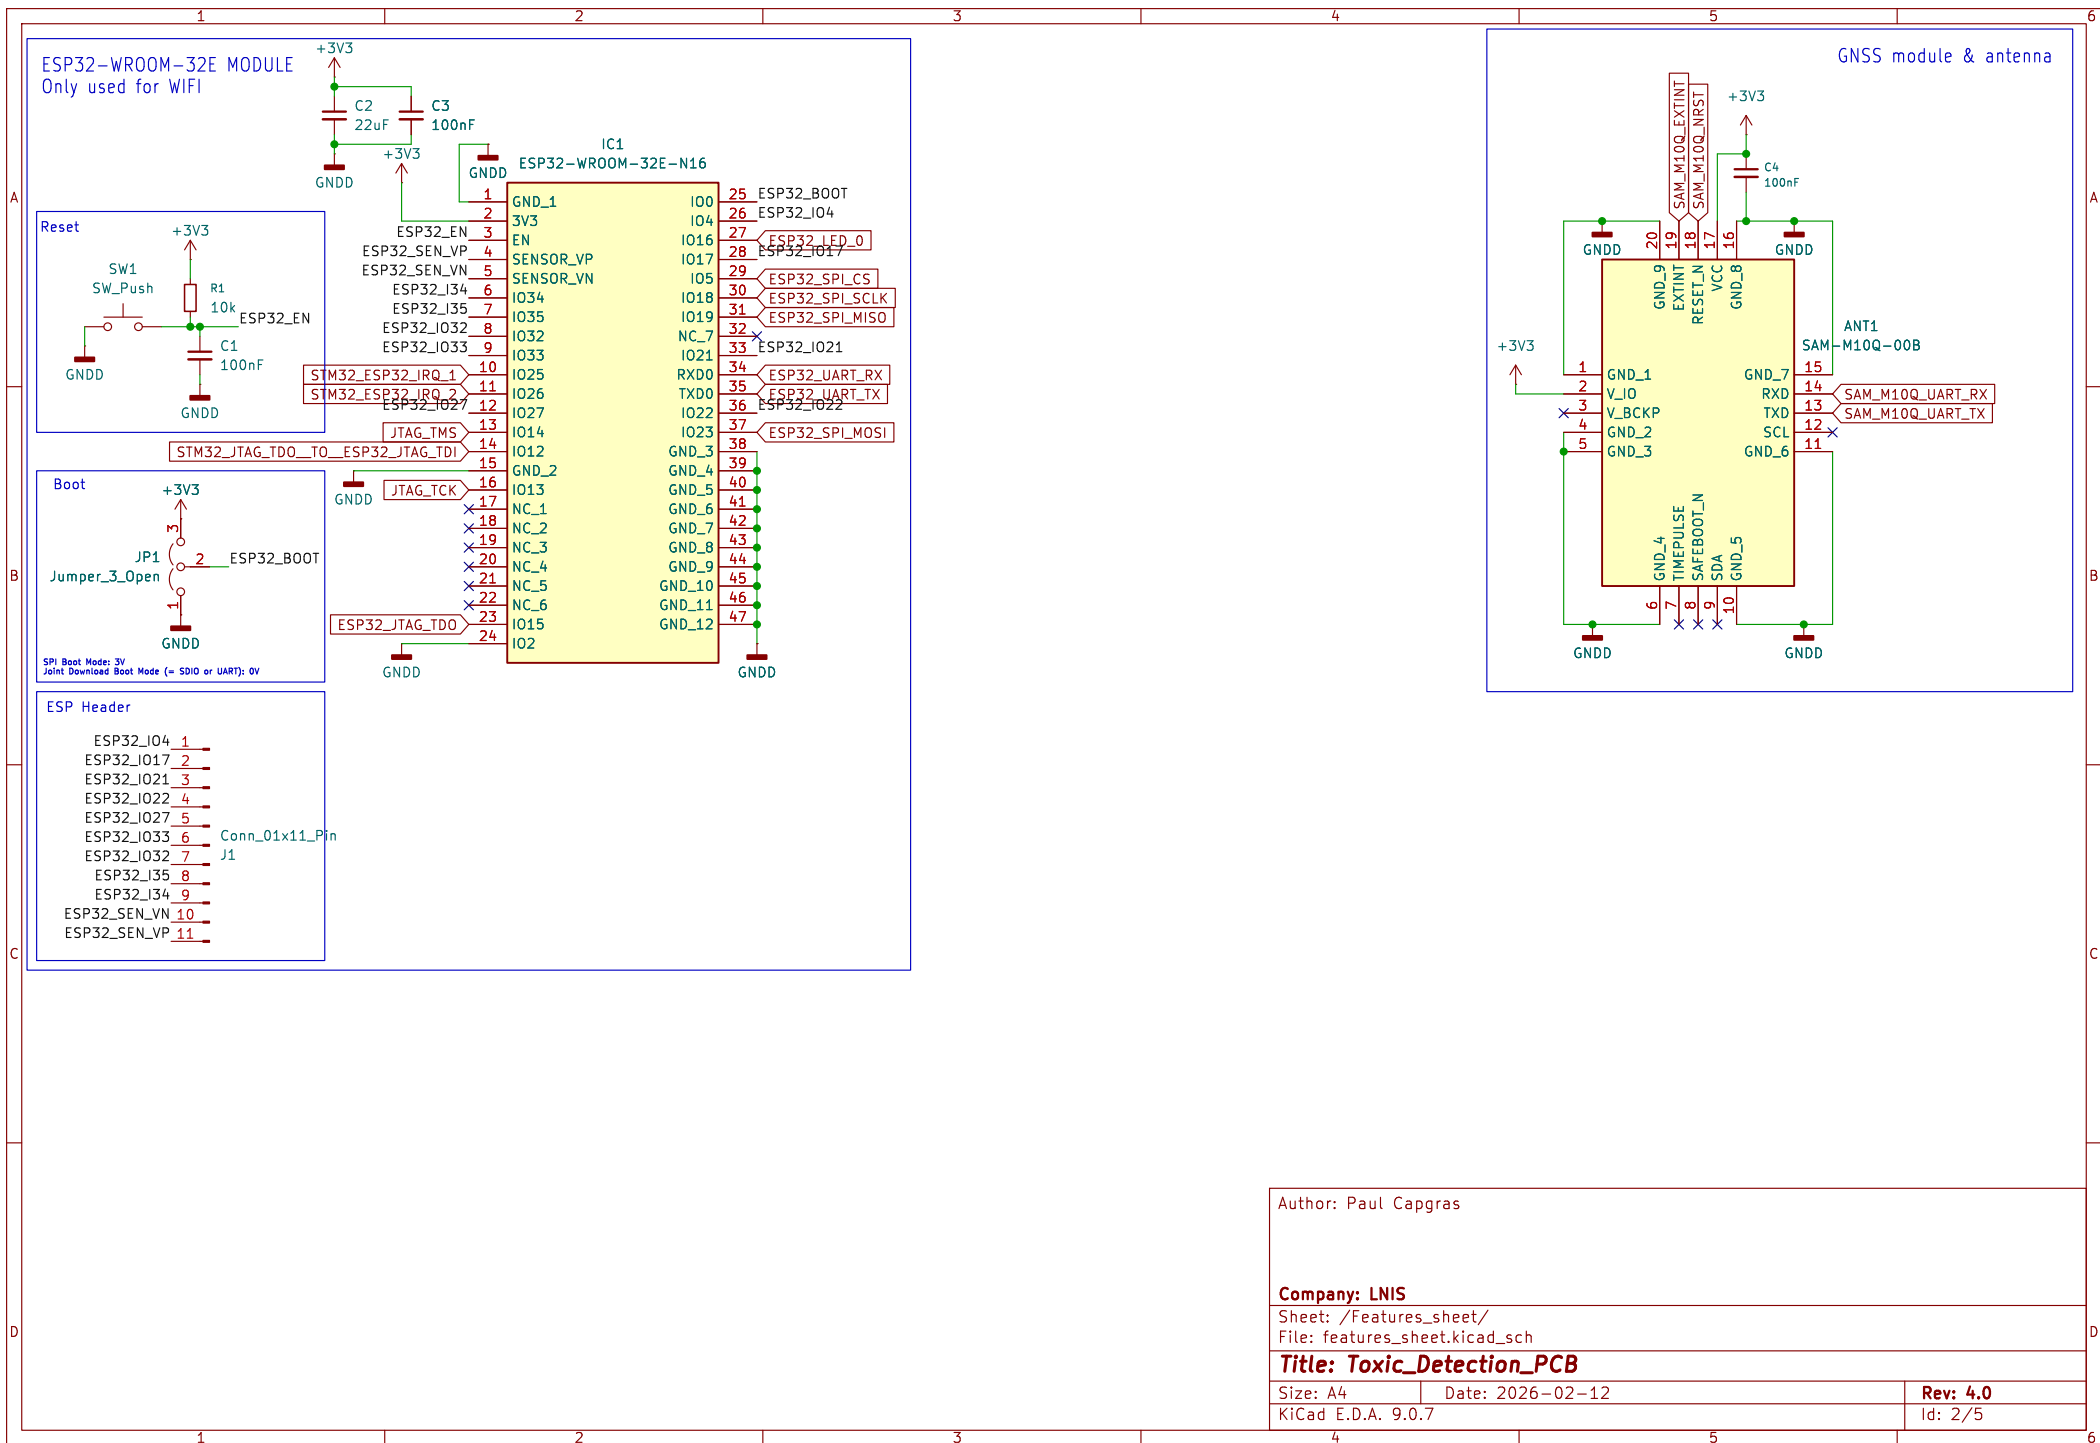 1 2 3 4 5 6
A
B
C
D
ESP32-WROOM-32E MODULE
Only used for WIFI
+3V3
C2
22uF
C3
100nF
GNDD
+3V3
GNDD
IC1
ESP32-WROOM-32E-N16
1 GND_1
2 3V3
ESP32_EN 3 EN
ESP32_SEN_VP 4 SENSOR_VP
ESP32_SEN_VN 5 SENSOR_VN
ESP32_I34 6 IO34
ESP32_I35 7 IO35
ESP32_IO32 8 IO32
ESP32_IO33 9 IO33
STM32_ESP32_IRQ_1 10 IO25
STM32_ESP32_IRQ_2 11 IO26
ESP32_IO27 12 IO27
JTAG_TMS 13 IO14
STM32_JTAG_TDO__TO__ESP32_JTAG_TDI 14 IO12
15 GND_2
GNDD
JTAG_TCK 16 IO13
17 NC_1
18 NC_2
19 NC_3
20 NC_4
21 NC_5
22 NC_6
ESP32_JTAG_TDO 23 IO15
24 IO2
GNDD
IO0 25 ESP32_BOOT
IO4 26 ESP32_IO4
IO16 27 ESP32_LED_0
IO17 28 ESP32_IO17
IO5 29 ESP32_SPI_CS
IO18 30 ESP32_SPI_SCLK
IO19 31 ESP32_SPI_MISO
NC_7 32
IO21 33 ESP32_IO21
RXD0 34 ESP32_UART_RX
TXD0 35 ESP32_UART_TX
IO22 36 ESP32_IO22
IO23 37 ESP32_SPI_MOSI
GND_3 38
GND_4 39
GND_5 40
GND_6 41
GND_7 42
GND_8 43
GND_9 44
GND_10 45
GND_11 46
GND_12 47
GNDD
Reset
+3V3
SW1
SW_Push
R1
10k
ESP32_EN
C1
100nF
GNDD
GNDD
Boot
+3V3
3
JP1
Jumper_3_Open
2
ESP32_BOOT
1
GNDD
SPI Boot Mode: 3V
Joint Download Boot Mode (= SDIO or UART): 0V
ESP Header
ESP32_IO4 1
ESP32_IO17 2
ESP32_IO21 3
ESP32_IO22 4
ESP32_IO27 5
ESP32_IO33 6
ESP32_IO32 7
ESP32_I35 8
ESP32_I34 9
ESP32_SEN_VN 10
ESP32_SEN_VP 11
Conn_01x11_Pin
J1
GNSS module & antenna
SAM_M10Q_EXTINT
SAM_M10Q_NRST
+3V3
C4
100nF
GNDD
GNDD
20 GND_9
19 EXTINT
18 RESET_N
17 VCC
16 GND_8
ANT1
SAM-M10Q-00B
+3V3
1 GND_1
2 V_IO
3 V_BCKP
4 GND_2
5 GND_3
GND_7 15
RXD 14 SAM_M10Q_UART_RX
TXD 13 SAM_M10Q_UART_TX
SCL 12
GND_6 11
GND_4 6
TIMEPULSE 7
SAFEBOOT_N 8
SDA 9
GND_5 10
GNDD
GNDD
Author: Paul Capgras
Company: LNIS
Sheet: /Features_sheet/
File: features_sheet.kicad_sch
Title: Toxic_Detection_PCB
Size: A4
Date: 2026-02-12
Rev: 4.0
KiCad E.D.A. 9.0.7
Id: 2/5
A
B
C
D
1 2 3 4 5 6